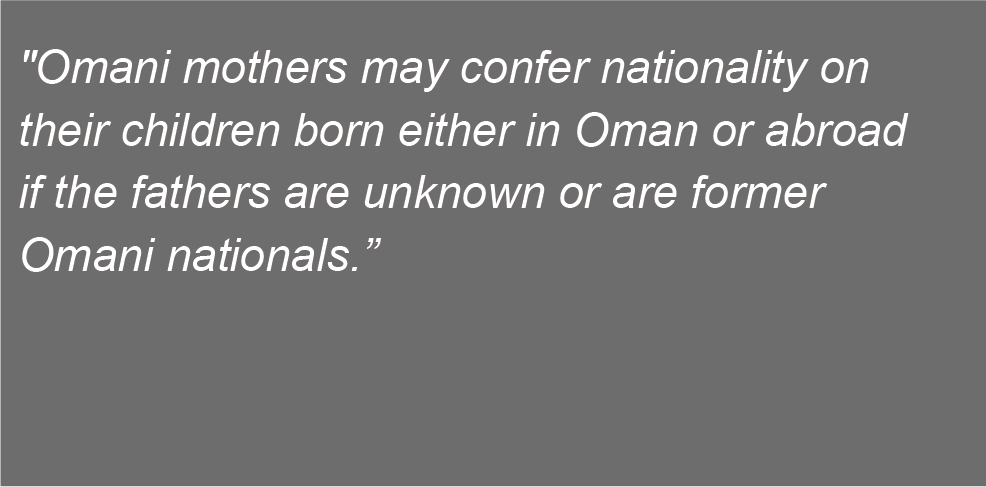 "Omani mothers may confer nationality on
their children born either in Oman or abroad
if the fathers are unknown or are former
Omani nationals.”